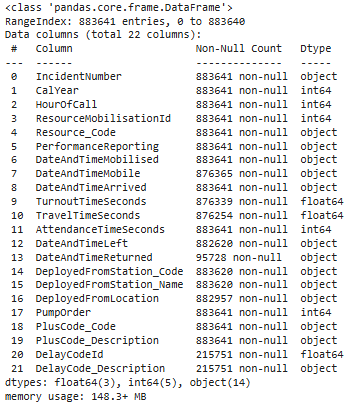 <class 'pandas.core.frame.DataFrame'>
RangeIndex: 883641 entries, 0 to 883640
Data columns (total 22 columns):
 #   Column                    Non-Null Count   Dtype
---  ------                    --------------   -----
 0   IncidentNumber            883641 non-null  object
 1   CalYear                   883641 non-null  int64
 2   HourOfCall                883641 non-null  int64
 3   ResourceMobilisationId    883641 non-null  int64
 4   Resource_Code             883641 non-null  object
 5   PerformanceReporting      883641 non-null  object
 6   DateAndTimeMobilised      883641 non-null  object
 7   DateAndTimeMobile         876365 non-null  object
 8   DateAndTimeArrived        883641 non-null  object
 9   TurnoutTimeSeconds        876339 non-null  float64
 10  TravelTimeSeconds         876254 non-null  float64
 11  AttendanceTimeSeconds     883641 non-null  int64
 12  DateAndTimeLeft           882620 non-null  object
 13  DateAndTimeReturned       95728 non-null   object
 14  DeployedFromStation_Code  883620 non-null  object
 15  DeployedFromStation_Name  883620 non-null  object
 16  DeployedFromLocation      882957 non-null  object
 17  PumpOrder                 883641 non-null  int64
 18  PlusCode_Code             883641 non-null  object
 19  PlusCode_Description      883641 non-null  object
 20  DelayCodeId               215751 non-null  float64
 21  DelayCode_Description     215751 non-null  object
dtypes: float64(3), int64(5), object(14)
memory usage: 148.3+ MB